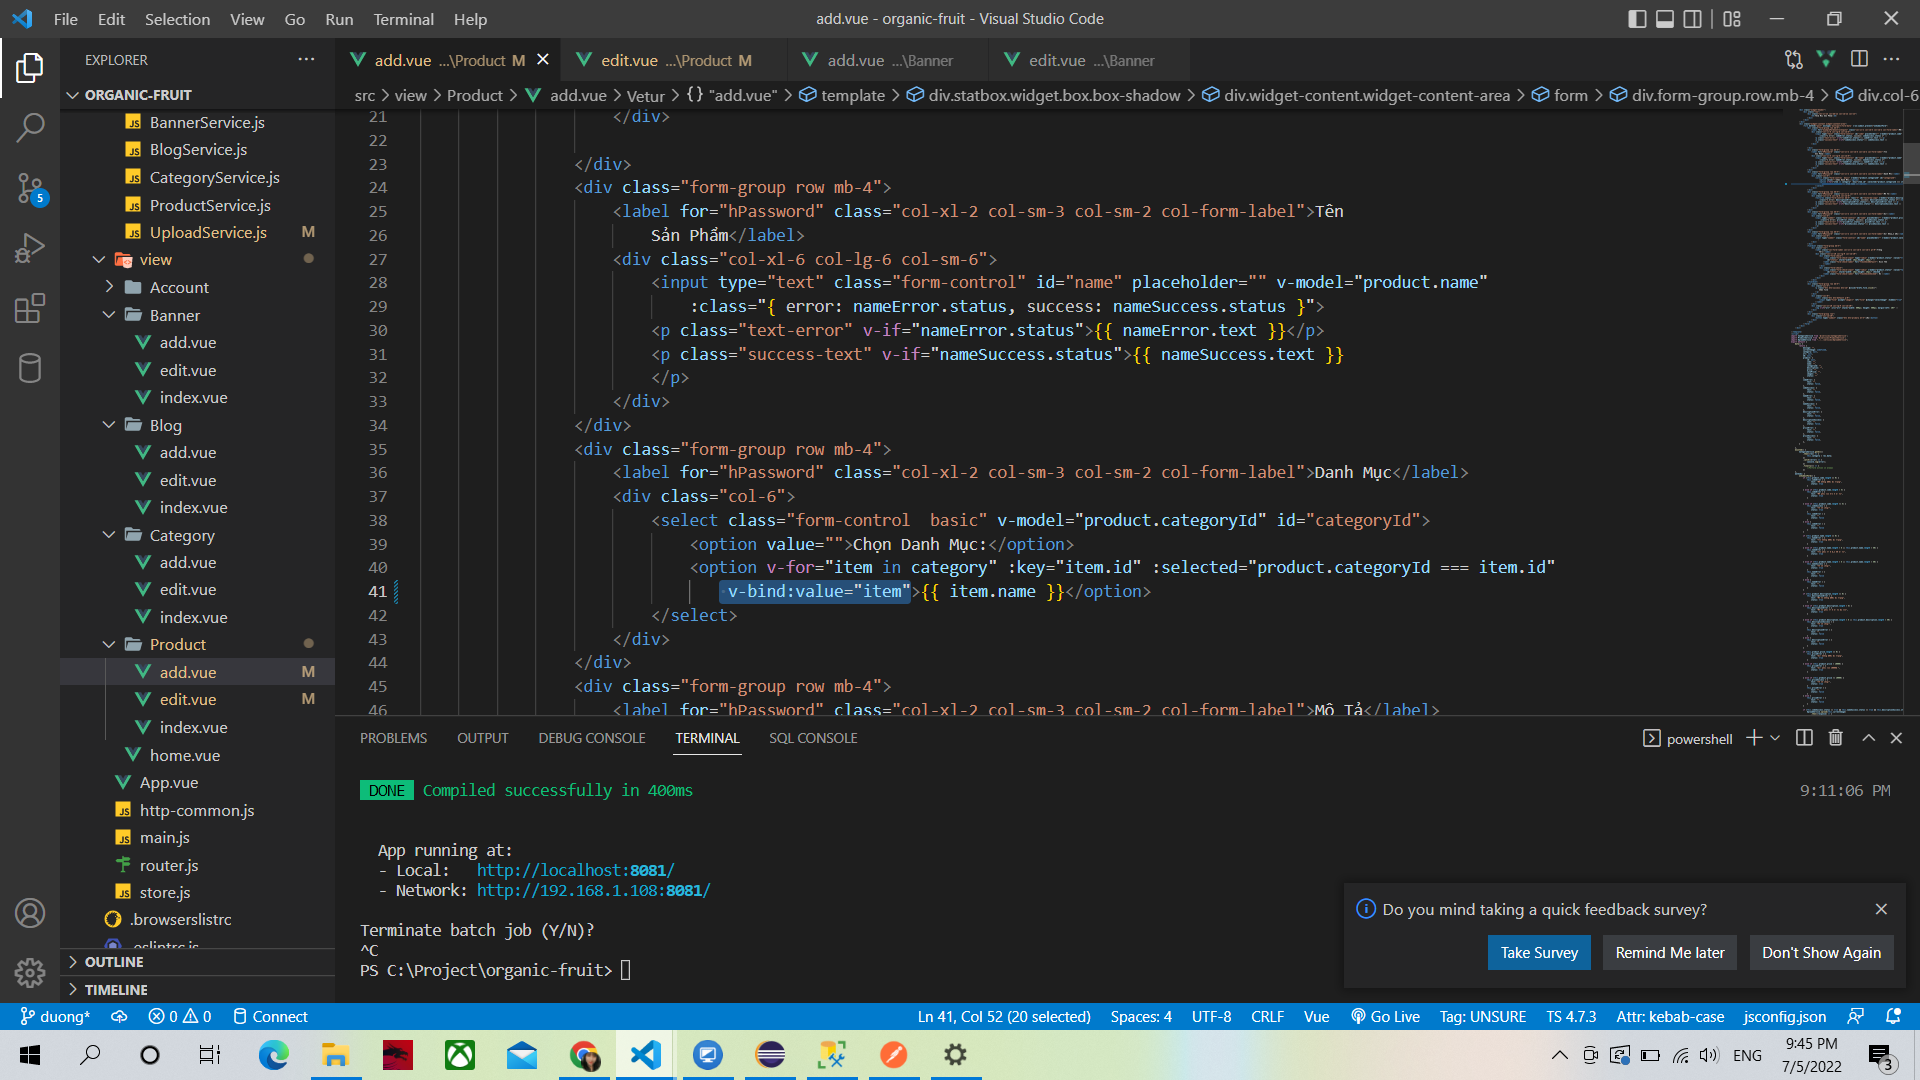 File Edit Selection View Go Run Terminal Help
add.vue - organic-fruit - Visual Studio Code
EXPLORER
add.vue ...\Product M
edit.vue ...\Product M
add.vue ...\Banner
edit.vue ...\Banner
ORGANIC-FRUIT
src > view > Product > add.vue > Vetur > {} "add.vue" > template > div.statbox.widget.box.box-shadow > div.widget-content.widget-content-area > form > div.form-group.row.mb-4 > div.col-6
BannerService.js
BlogService.js
CategoryService.js
ProductService.js
UploadService.js M
view
Account
Banner
add.vue
edit.vue
index.vue
Blog
add.vue
edit.vue
index.vue
Category
add.vue
edit.vue
index.vue
Product
add.vue M
edit.vue M
index.vue
home.vue
App.vue
http-common.js
main.js
router.js
store.js
.browserslistrc
.eslintrc.js
OUTLINE
TIMELINE
5
21 </div>
22
23 </div>
24 <div class="form-group row mb-4">
25 <label for="hPassword" class="col-xl-2 col-sm-3 col-sm-2 col-form-label">Tên
26 Sản Phẩm</label>
27 <div class="col-xl-6 col-lg-6 col-sm-6">
28 <input type="text" class="form-control" id="name" placeholder="" v-model="product.name"
29 :class="{ error: nameError.status, success: nameSuccess.status }">
30 <p class="text-error" v-if="nameError.status">{{ nameError.text }}</p>
31 <p class="success-text" v-if="nameSuccess.status">{{ nameSuccess.text }}
32 </p>
33 </div>
34 </div>
35 <div class="form-group row mb-4">
36 <label for="hPassword" class="col-xl-2 col-sm-3 col-sm-2 col-form-label">Danh Mục</label>
37 <div class="col-6">
38 <select class="form-control  basic" v-model="product.categoryId" id="categoryId">
39 <option value="">Chọn Danh Mục:</option>
40 <option v-for="item in category" :key="item.id" :selected="product.categoryId === item.id"
41 v-bind:value="item">{{ item.name }}</option>
42 </select>
43 </div>
44 </div>
45 <div class="form-group row mb-4">
46 <label for="hPassword" class="col-xl-2 col-sm-3 col-sm-2 col-form-label">Mô Tả</label>
PROBLEMS OUTPUT DEBUG CONSOLE TERMINAL SQL CONSOLE
powershell
DONE Compiled successfully in 400ms
9:11:06 PM
App running at:
- Local: http://localhost:8081/
- Network: http://192.168.1.108:8081/
Terminate batch job (Y/N)?
^C
PS C:\Project\organic-fruit>
Do you mind taking a quick feedback survey?
Take Survey
Remind Me later
Don't Show Again
duong* 0 0 Connect
Ln 41, Col 52 (20 selected) Spaces: 4 UTF-8 CRLF Vue Go Live Tag: UNSURE TS 4.7.3 Attr: kebab-case jsconfig.json
ENG
9:45 PM
7/5/2022
3